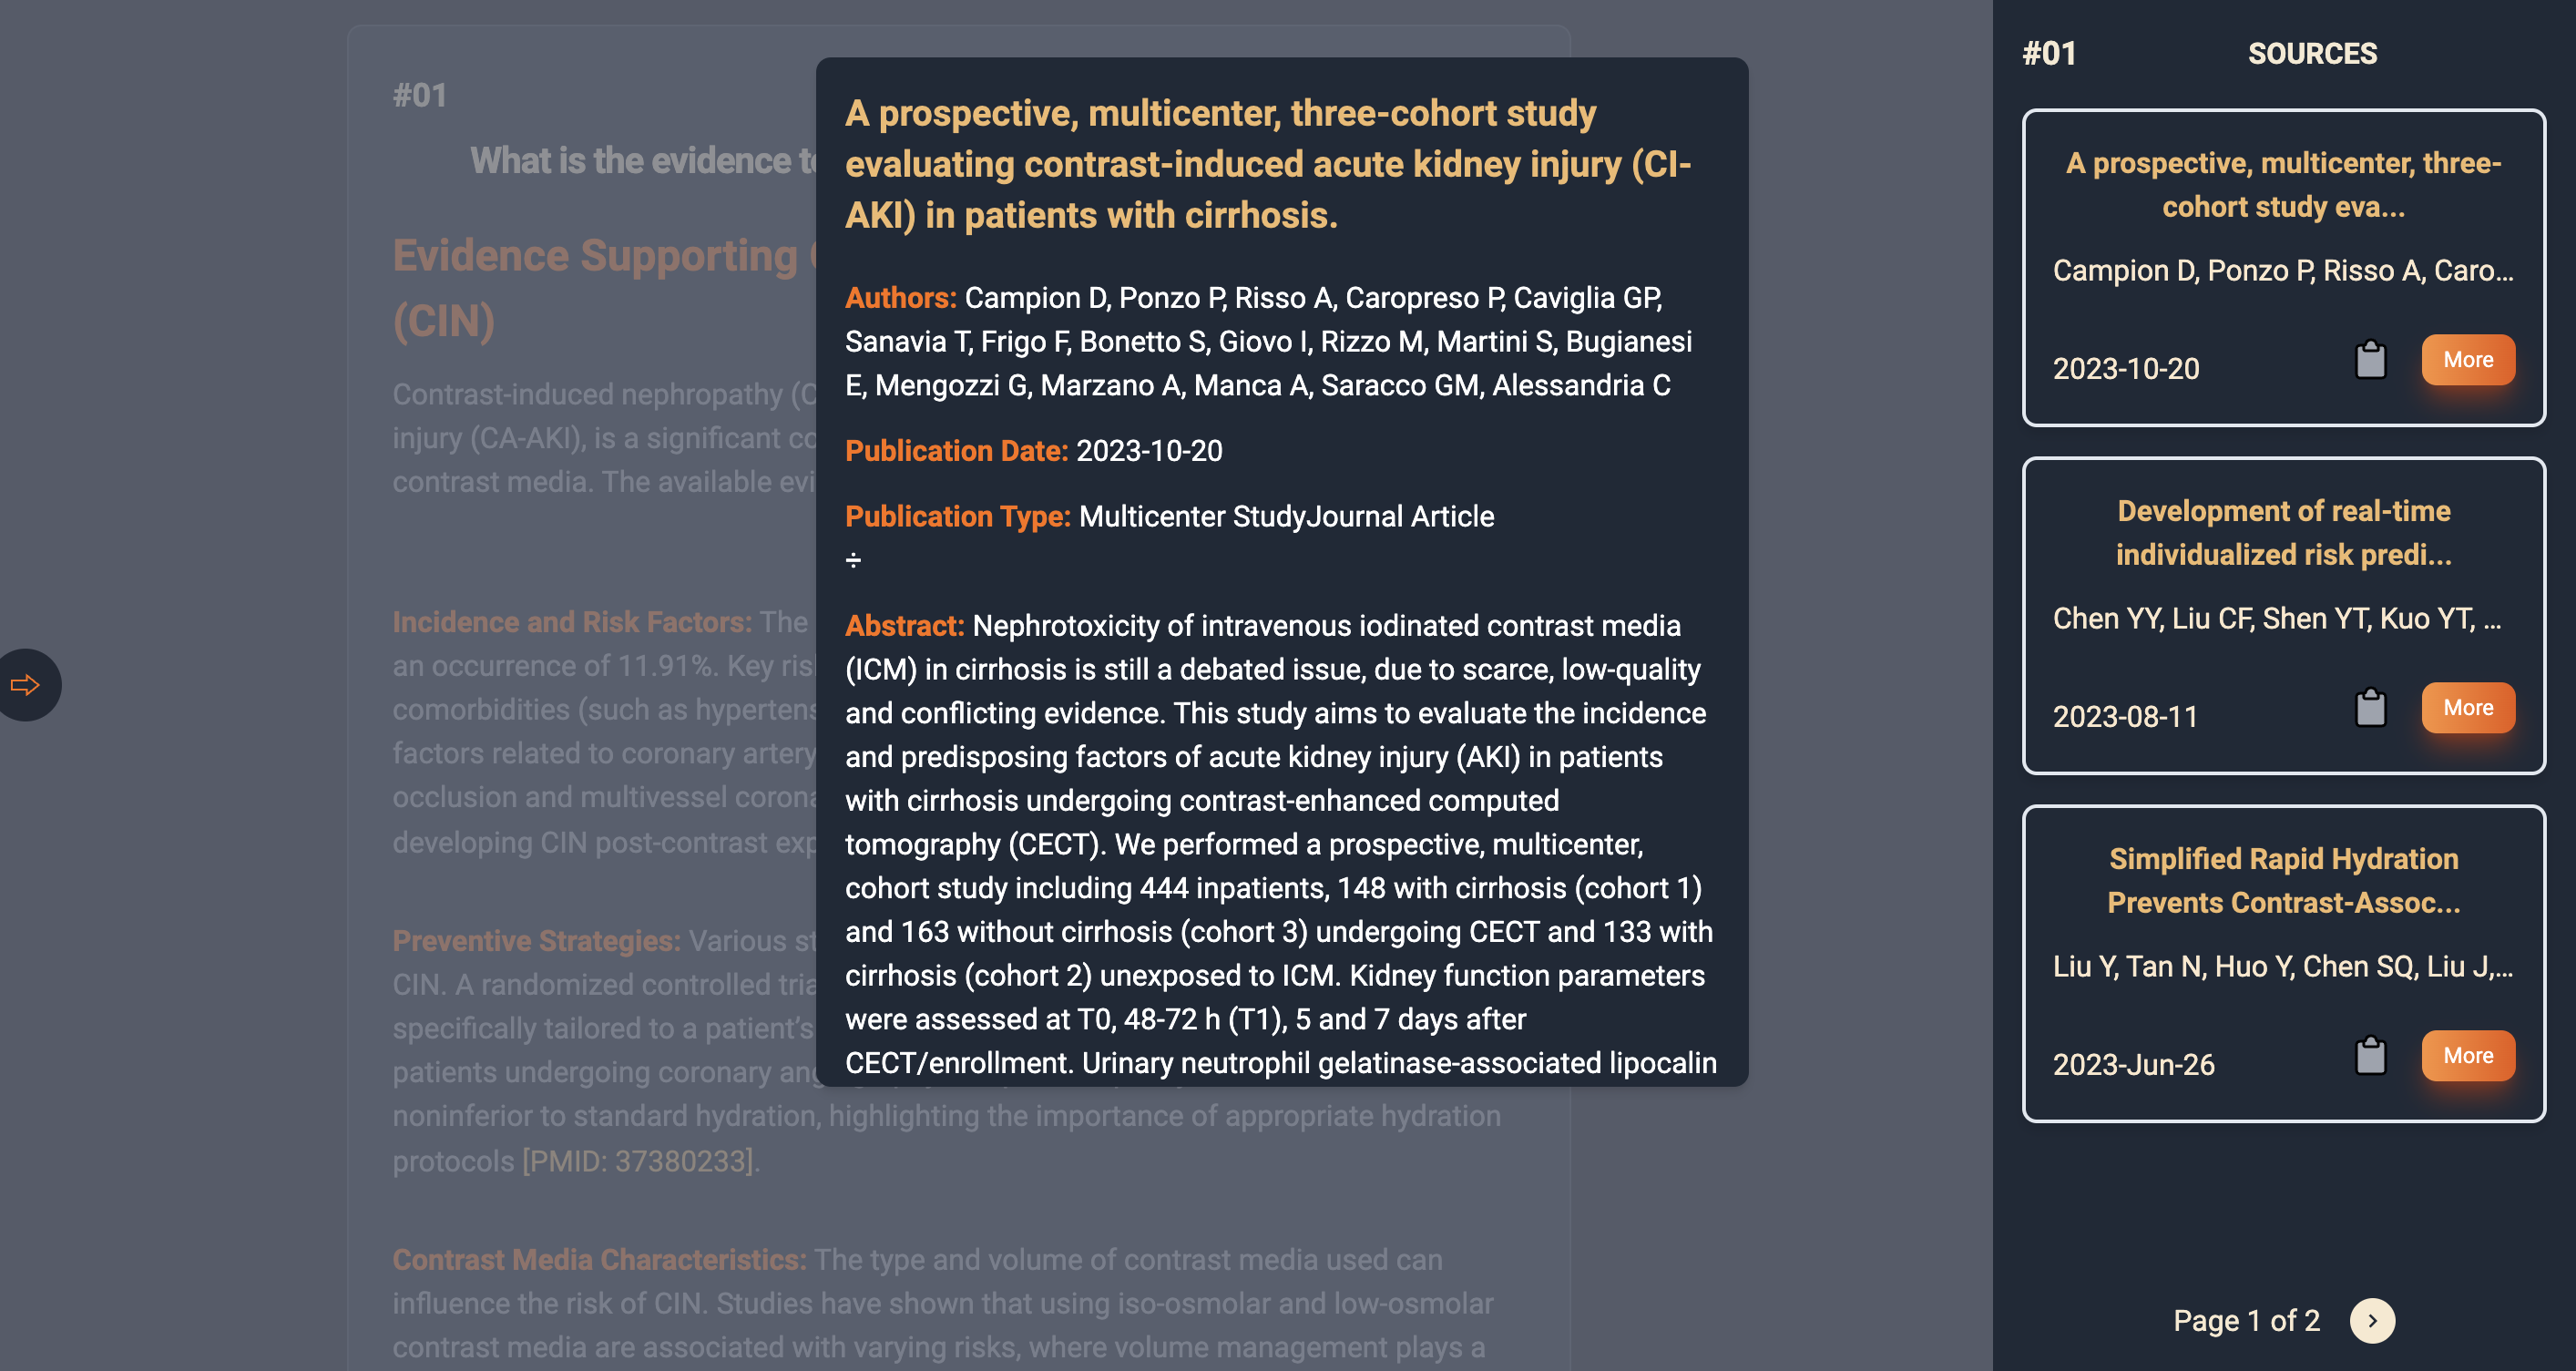 #01
What is the evidence to
Evidence Supporting
(CIN)
Contrast-induced nephropathy (C
injury (CA-AKI), is a significant co
contrast media. The available evi
Incidence and Risk Factors: The
an occurrence of 11.91%. Key ris
comorbidities (such as hypertens
factors related to coronary artery
occlusion and multivessel corona
developing CIN post-contrast exp
Preventive Strategies: Various st
CIN. A randomized controlled tria
specifically tailored to a patient's
patients undergoing coronary ang
noninferior to standard hydration, highlighting the importance of appropriate hydration
protocols [PMID: 37380233].
Contrast Media Characteristics: The type and volume of contrast media used can
influence the risk of CIN. Studies have shown that using iso-osmolar and low-osmolar
contrast media are associated with varying risks, where volume management plays a
A prospective, multicenter, three-cohort study
evaluating contrast-induced acute kidney injury (CI-
AKI) in patients with cirrhosis.
Authors: Campion D, Ponzo P, Risso A, Caropreso P, Caviglia GP,
Sanavia T, Frigo F, Bonetto S, Giovo I, Rizzo M, Martini S, Bugianesi
E, Mengozzi G, Marzano A, Manca A, Saracco GM, Alessandria C
Publication Date: 2023-10-20
Publication Type: Multicenter StudyJournal Article
÷
Abstract: Nephrotoxicity of intravenous iodinated contrast media
(ICM) in cirrhosis is still a debated issue, due to scarce, low-quality
and conflicting evidence. This study aims to evaluate the incidence
and predisposing factors of acute kidney injury (AKI) in patients
with cirrhosis undergoing contrast-enhanced computed
tomography (CECT). We performed a prospective, multicenter,
cohort study including 444 inpatients, 148 with cirrhosis (cohort 1)
and 163 without cirrhosis (cohort 3) undergoing CECT and 133 with
cirrhosis (cohort 2) unexposed to ICM. Kidney function parameters
were assessed at T0, 48-72 h (T1), 5 and 7 days after
CECT/enrollment. Urinary neutrophil gelatinase-associated lipocalin
#01 SOURCES
A prospective, multicenter, three-
cohort study eva...
Campion D, Ponzo P, Risso A, Caro...
2023-10-20 More
Development of real-time
individualized risk predi...
Chen YY, Liu CF, Shen YT, Kuo YT, ...
2023-08-11 More
Simplified Rapid Hydration
Prevents Contrast-Assoc...
Liu Y, Tan N, Huo Y, Chen SQ, Liu J,...
2023-Jun-26 More
Page 1 of 2 >